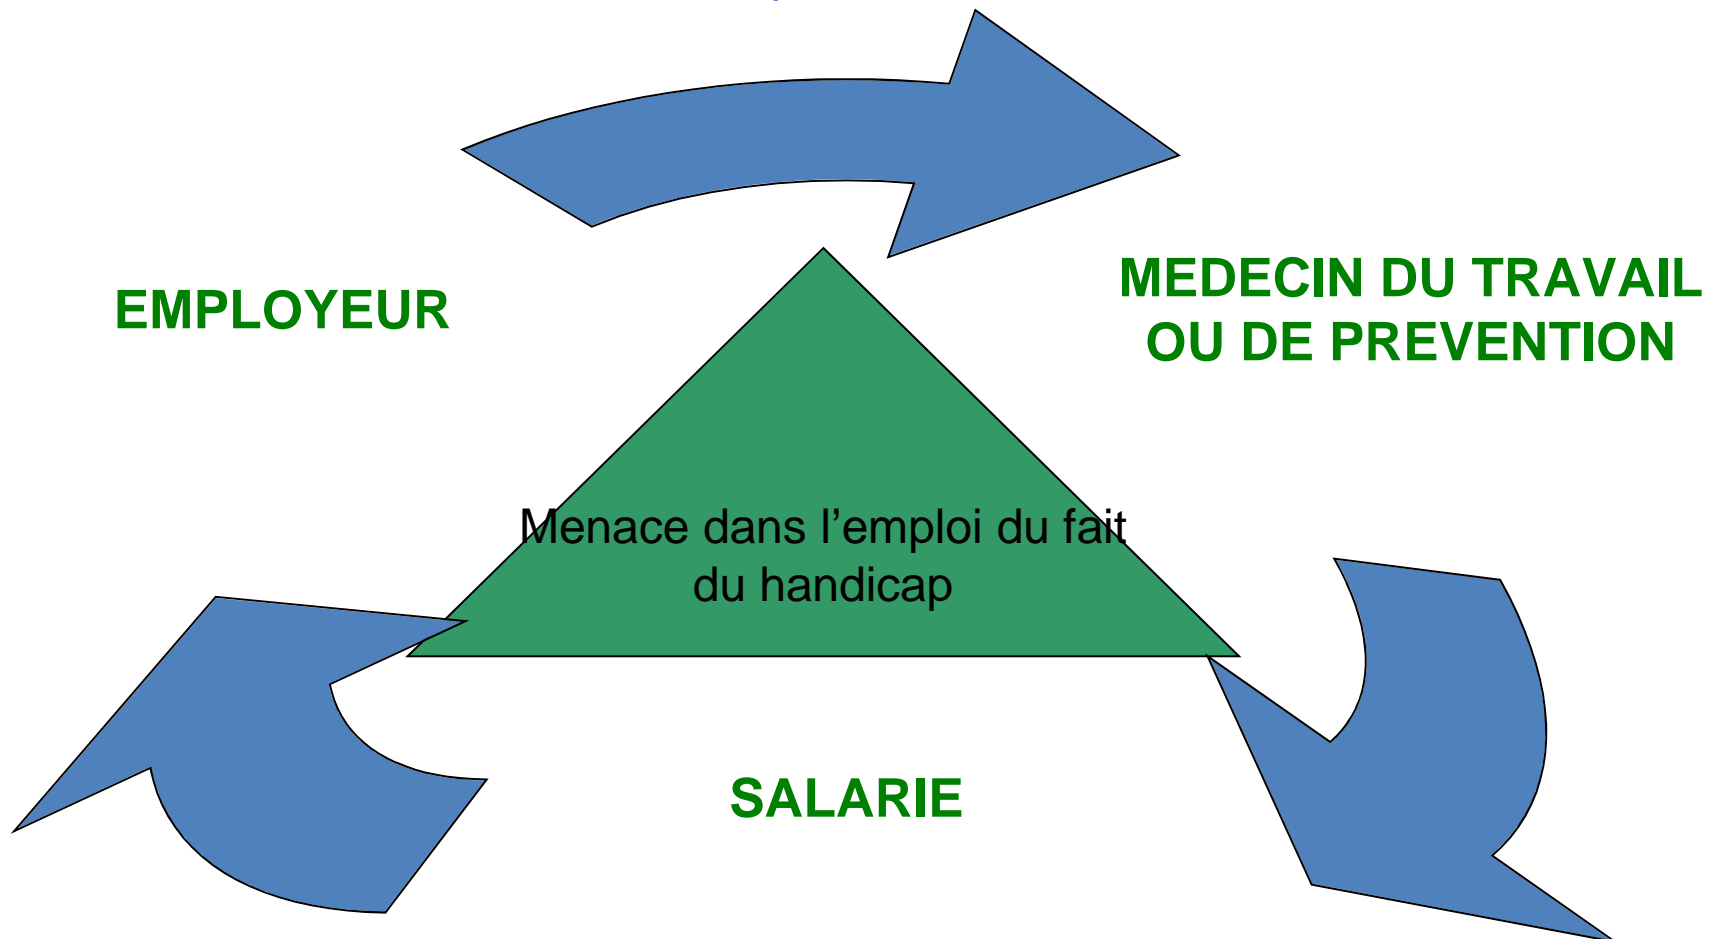 EMPLOYEUR
MEDECIN DU TRAVAIL
OU DE PREVENTION
Menace dans l’emploi du fait
du handicap
SALARIE